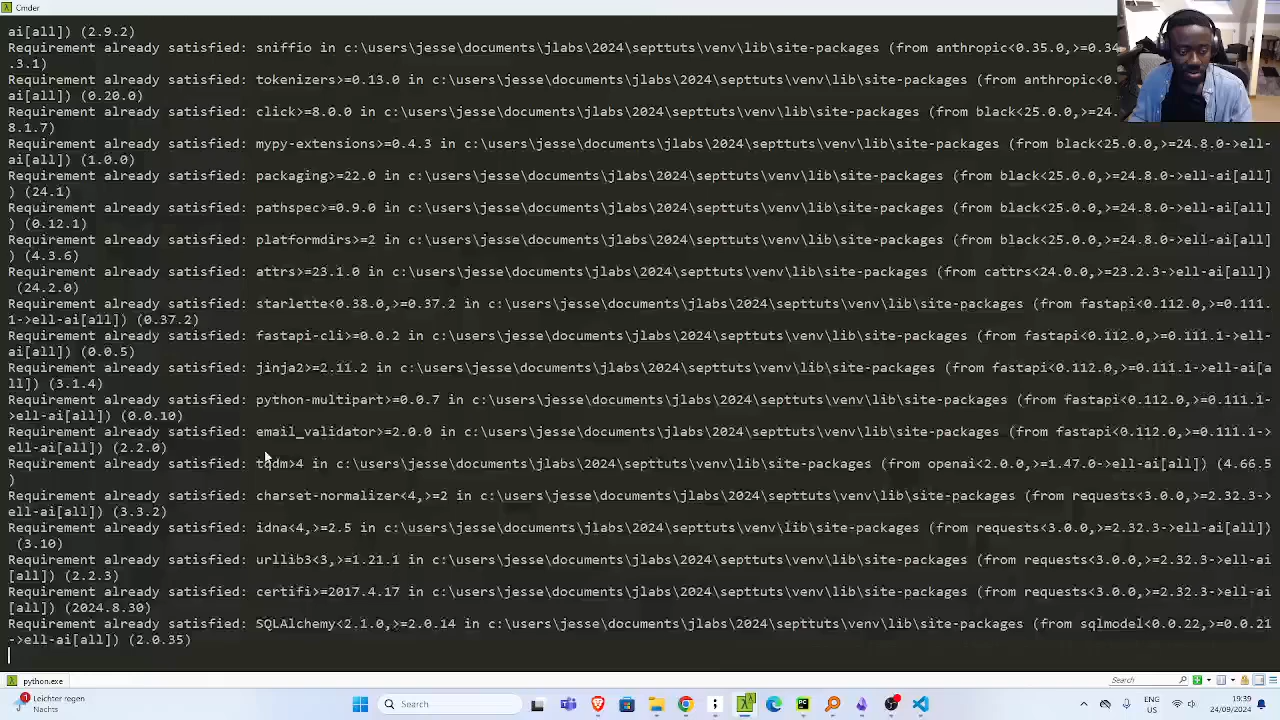 Cmder
ai[all]) (2.9.2)
Requirement already satisfied: sniffio in c:\users\jesse\documents\jlabs\2024\septtuts\venv\lib\site-packages (from anthropic<0.35.0,>=0.34
.3.1)
Requirement already satisfied: tokenizers>=0.13.0 in c:\users\jesse\documents\jlabs\2024\septtuts\venv\lib\site-packages (from anthropic<0.
ai[all]) (0.20.0)
Requirement already satisfied: click>=8.0.0 in c:\users\jesse\documents\jlabs\2024\septtuts\venv\lib\site-packages (from black<25.0.0,>=24.
8.1.7)
Requirement already satisfied: mypy-extensions>=0.4.3 in c:\users\jesse\documents\jlabs\2024\septtuts\venv\lib\site-packages (from black<25.0.0,>=24.8.0->ell-
ai[all]) (1.0.0)
Requirement already satisfied: packaging>=22.0 in c:\users\jesse\documents\jlabs\2024\septtuts\venv\lib\site-packages (from black<25.0.0,>=24.8.0->ell-ai[all]
) (24.1)
Requirement already satisfied: pathspec>=0.9.0 in c:\users\jesse\documents\jlabs\2024\septtuts\venv\lib\site-packages (from black<25.0.0,>=24.8.0->ell-ai[all]
) (0.12.1)
Requirement already satisfied: platformdirs>=2 in c:\users\jesse\documents\jlabs\2024\septtuts\venv\lib\site-packages (from black<25.0.0,>=24.8.0->ell-ai[all]
) (4.3.6)
Requirement already satisfied: attrs>=23.1.0 in c:\users\jesse\documents\jlabs\2024\septtuts\venv\lib\site-packages (from cattrs<24.0.0,>=23.2.3->ell-ai[all])
(24.2.0)
Requirement already satisfied: starlette<0.38.0,>=0.37.2 in c:\users\jesse\documents\jlabs\2024\septtuts\venv\lib\site-packages (from fastapi<0.112.0,>=0.111.
1->ell-ai[all]) (0.37.2)
Requirement already satisfied: fastapi-cli>=0.0.2 in c:\users\jesse\documents\jlabs\2024\septtuts\venv\lib\site-packages (from fastapi<0.112.0,>=0.111.1->ell-
ai[all]) (0.0.5)
Requirement already satisfied: jinja2>=2.11.2 in c:\users\jesse\documents\jlabs\2024\septtuts\venv\lib\site-packages (from fastapi<0.112.0,>=0.111.1->ell-ai[a
ll]) (3.1.4)
Requirement already satisfied: python-multipart>=0.0.7 in c:\users\jesse\documents\jlabs\2024\septtuts\venv\lib\site-packages (from fastapi<0.112.0,>=0.111.1-
>ell-ai[all]) (0.0.10)
Requirement already satisfied: email_validator>=2.0.0 in c:\users\jesse\documents\jlabs\2024\septtuts\venv\lib\site-packages (from fastapi<0.112.0,>=0.111.1->
ell-ai[all]) (2.2.0)
Requirement already satisfied: tqdm>4 in c:\users\jesse\documents\jlabs\2024\septtuts\venv\lib\site-packages (from openai<2.0.0,>=1.47.0->ell-ai[all]) (4.66.5
)
Requirement already satisfied: charset-normalizer<4,>=2 in c:\users\jesse\documents\jlabs\2024\septtuts\venv\lib\site-packages (from requests<3.0.0,>=2.32.3->
ell-ai[all]) (3.3.2)
Requirement already satisfied: idna<4,>=2.5 in c:\users\jesse\documents\jlabs\2024\septtuts\venv\lib\site-packages (from requests<3.0.0,>=2.32.3->ell-ai[all])
(3.10)
Requirement already satisfied: urllib3<3,>=1.21.1 in c:\users\jesse\documents\jlabs\2024\septtuts\venv\lib\site-packages (from requests<3.0.0,>=2.32.3->ell-ai
[all]) (2.2.3)
Requirement already satisfied: certifi>=2017.4.17 in c:\users\jesse\documents\jlabs\2024\septtuts\venv\lib\site-packages (from requests<3.0.0,>=2.32.3->ell-ai
[all]) (2024.8.30)
Requirement already satisfied: SQLAlchemy<2.1.0,>=2.0.14 in c:\users\jesse\documents\jlabs\2024\septtuts\venv\lib\site-packages (from sqlmodel<0.0.22,>=0.0.21
->ell-ai[all]) (2.0.35)
python.exe
Search
Leichter regen
Nachts
Search
ENG
US
19:39
24/09/2024